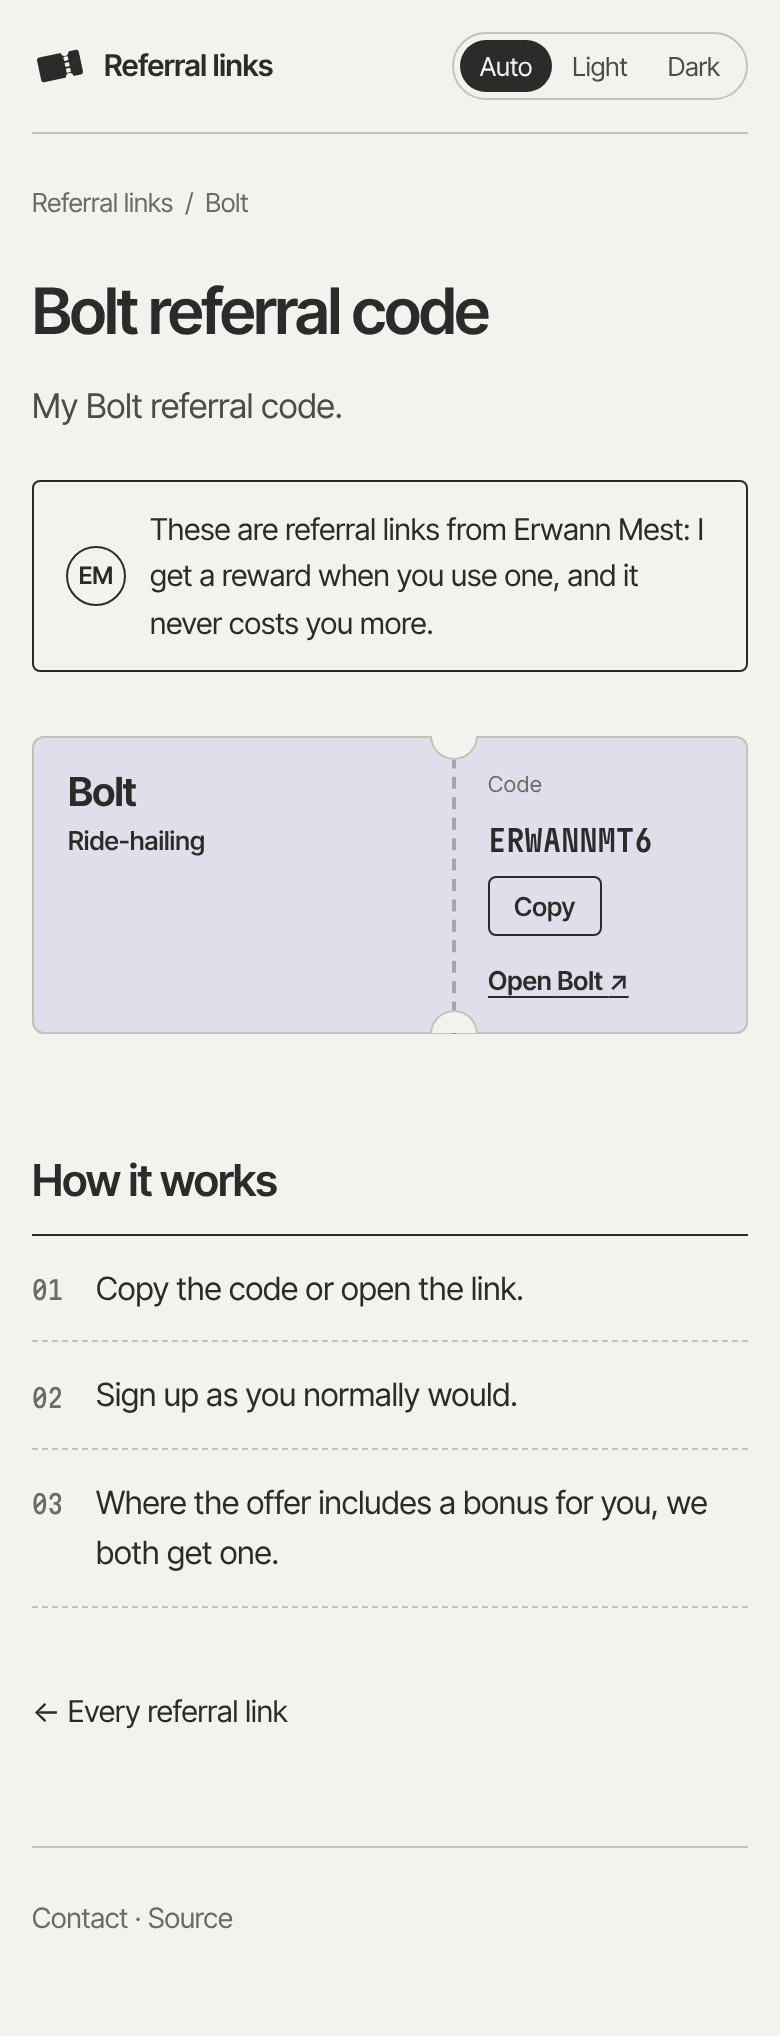 Referral links
Auto Light Dark
Referral links / Bolt
Bolt referral code
My Bolt referral code.
EM
These are referral links from Erwann Mest: I
get a reward when you use one, and it
never costs you more.
Bolt
Ride-hailing
Code
ERWANNMT6
Copy
Open Bolt ↗
How it works
01 Copy the code or open the link.
02 Sign up as you normally would.
03 Where the offer includes a bonus for you, we
both get one.
← Every referral link
Contact · Source